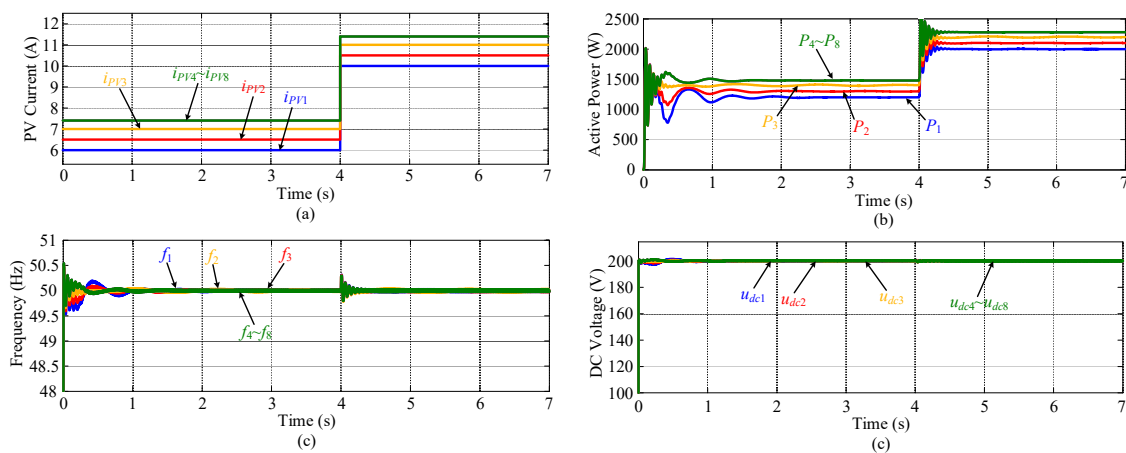 12
11
10
9
8
7
6
PV Current (A)
iPV3
iPV4~iPV8
iPV2
iPV1
0 1 2 3 4 5 6 7
Time (s)
(a)
2500
2000
1500
1000
500
0
Active Power (W)
P4~P8
P3
P2
P1
0 1 2 3 4 5 6 7
Time (s)
(b)
51
50.5
50
49.5
49
48.5
48
Frequency (Hz)
f1
f2
f3
f4~f8
0 1 2 3 4 5 6 7
Time (s)
(c)
200
180
160
140
120
100
DC Voltage (V)
udc1
udc2
udc3
udc4~udc8
0 1 2 3 4 5 6 7
Time (s)
(c)